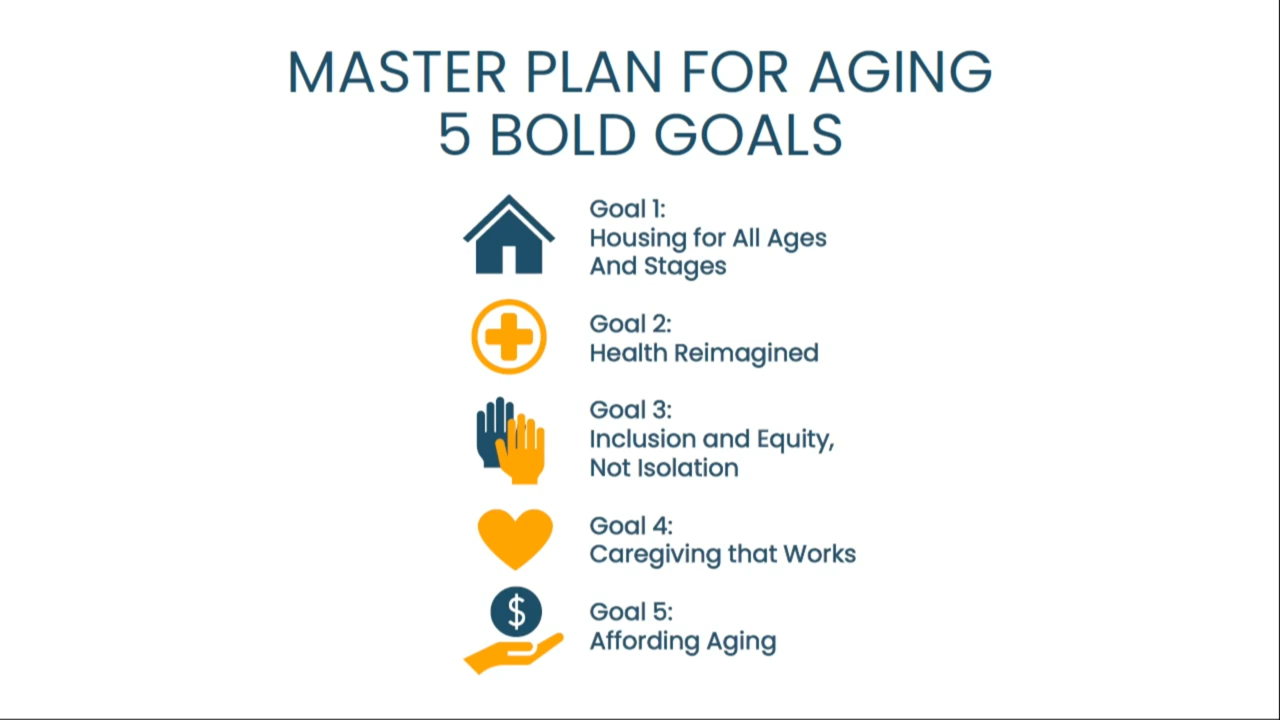 MASTER PLAN FOR AGING
5 BOLD GOALS
Goal 1:
Housing for All Ages
And Stages
Goal 2:
Health Reimagined
Goal 3:
Inclusion and Equity,
Not Isolation
Goal 4:
Caregiving that Works
$
Goal 5:
Affording Aging